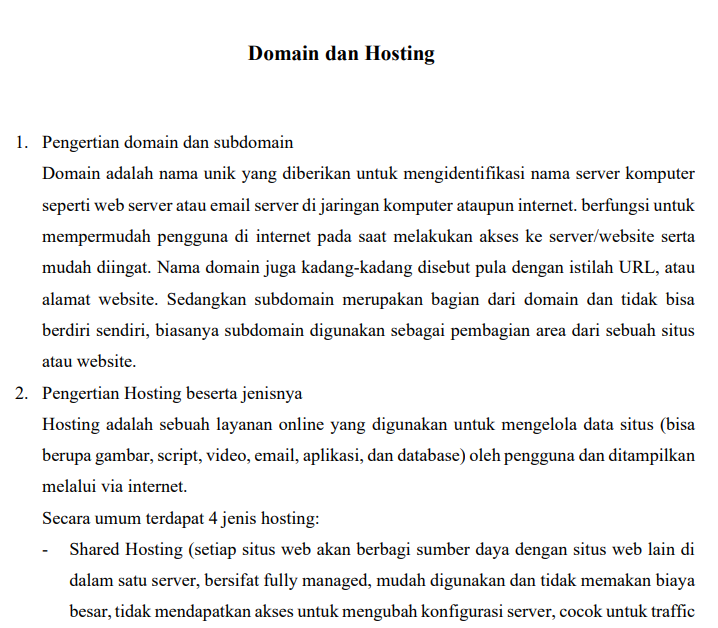 Domain dan Hosting
1. Pengertian domain dan subdomain
Domain adalah nama unik yang diberikan untuk mengidentifikasi nama server komputer
seperti web server atau email server di jaringan komputer ataupun internet. berfungsi untuk
mempermudah pengguna di internet pada saat melakukan akses ke server/website serta
mudah diingat. Nama domain juga kadang-kadang disebut pula dengan istilah URL, atau
alamat website. Sedangkan subdomain merupakan bagian dari domain dan tidak bisa
berdiri sendiri, biasanya subdomain digunakan sebagai pembagian area dari sebuah situs
atau website.
2. Pengertian Hosting beserta jenisnya
Hosting adalah sebuah layanan online yang digunakan untuk mengelola data situs (bisa
berupa gambar, script, video, email, aplikasi, dan database) oleh pengguna dan ditampilkan
melalui via internet.
Secara umum terdapat 4 jenis hosting:
- Shared Hosting (setiap situs web akan berbagi sumber daya dengan situs web lain di
dalam satu server, bersifat fully managed, mudah digunakan dan tidak memakan biaya
besar, tidak mendapatkan akses untuk mengubah konfigurasi server, cocok untuk traffic